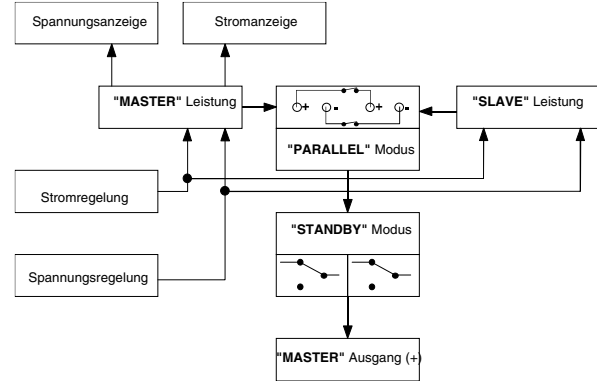 Spannungsanzeige
Stromanzeige
"MASTER" Leistung
+ - + -
"SLAVE" Leistung
"PARALLEL" Modus
Stromregelung
"STANDBY" Modus
Spannungsregelung
"MASTER" Ausgang (+)